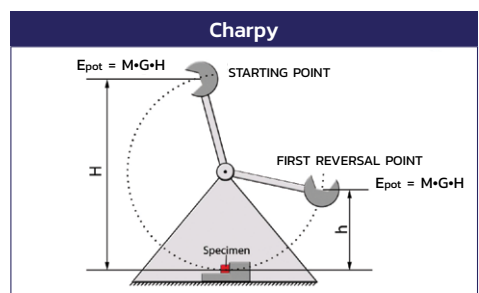 Charpy
Epot = M•G•H
STARTING POINT
H
FIRST REVERSAL POINT
Epot = M•G•H
h
Specimen